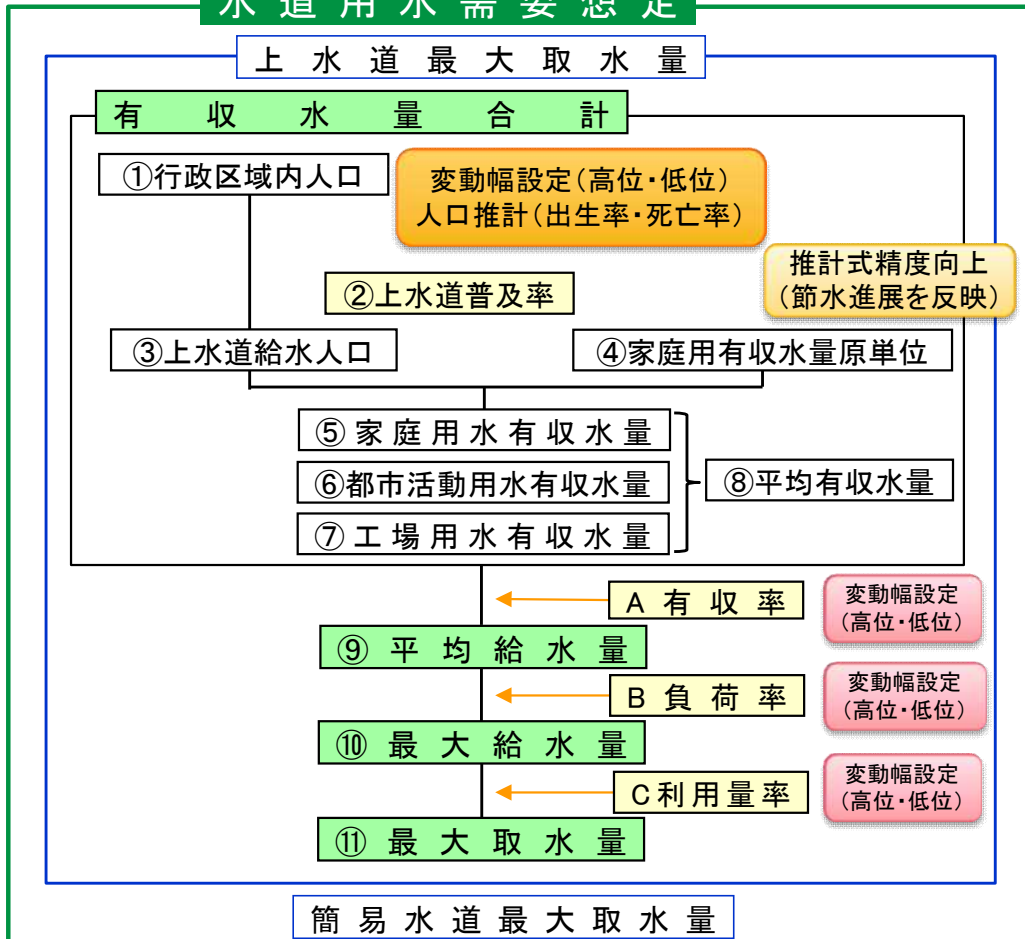 水道用水需要想定
上水道最大取水量
有収水量合計
①行政区域内人口
変動幅設定(高位・低位)
人口推計(出生率・死亡率)
推計式精度向上
(節水進展を反映)
②上水道普及率
③上水道給水人口
④家庭用有収水量原単位
⑤家庭用水有収水量
⑥都市活動用水有収水量
⑧平均有収水量
⑦工場用水有収水量
A有収率
変動幅設定
(高位・低位)
⑨平均給水量
B負荷率
変動幅設定
(高位・低位)
⑩最大給水量
C利用量率
変動幅設定
(高位・低位)
⑪最大取水量
簡易水道最大取水量